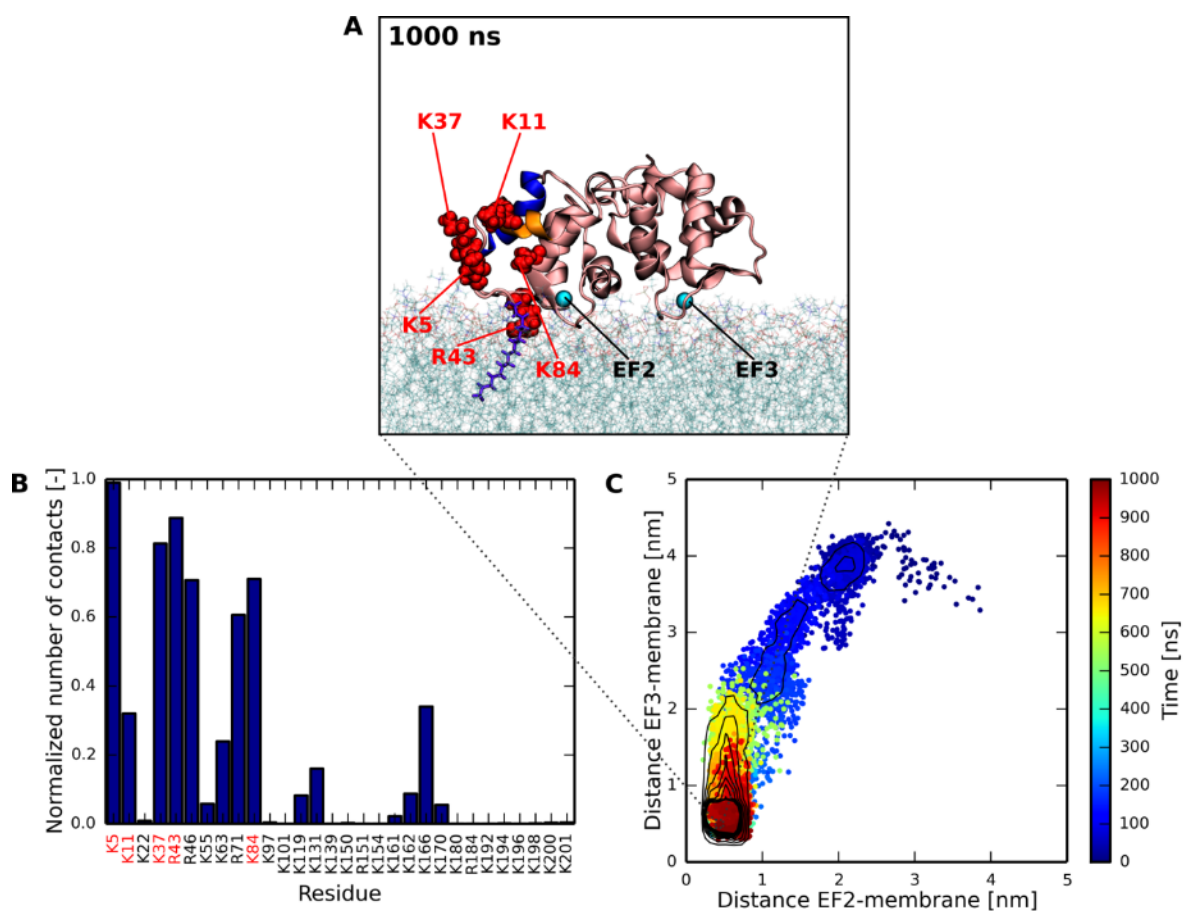 A
1000 ns
K37
K11
K5
R43
K84
EF2
EF3
B
Normalized number of contacts [-]
1.0
0.8
0.6
0.4
0.2
0.0
K5
K11
K22
K37
R43
R46
K55
K63
R71
K84
K97
K101
K119
K131
K139
K150
R151
K154
K161
K162
K166
K170
K180
R184
K192
K194
K196
K198
K200
K201
Residue
C
Distance EF3-membrane [nm]
5
4
3
2
1
0
0 1 2 3 4 5
Distance EF2-membrane [nm]
1000
900
800
700
600
500
400
300
200
100
0
Time [ns]